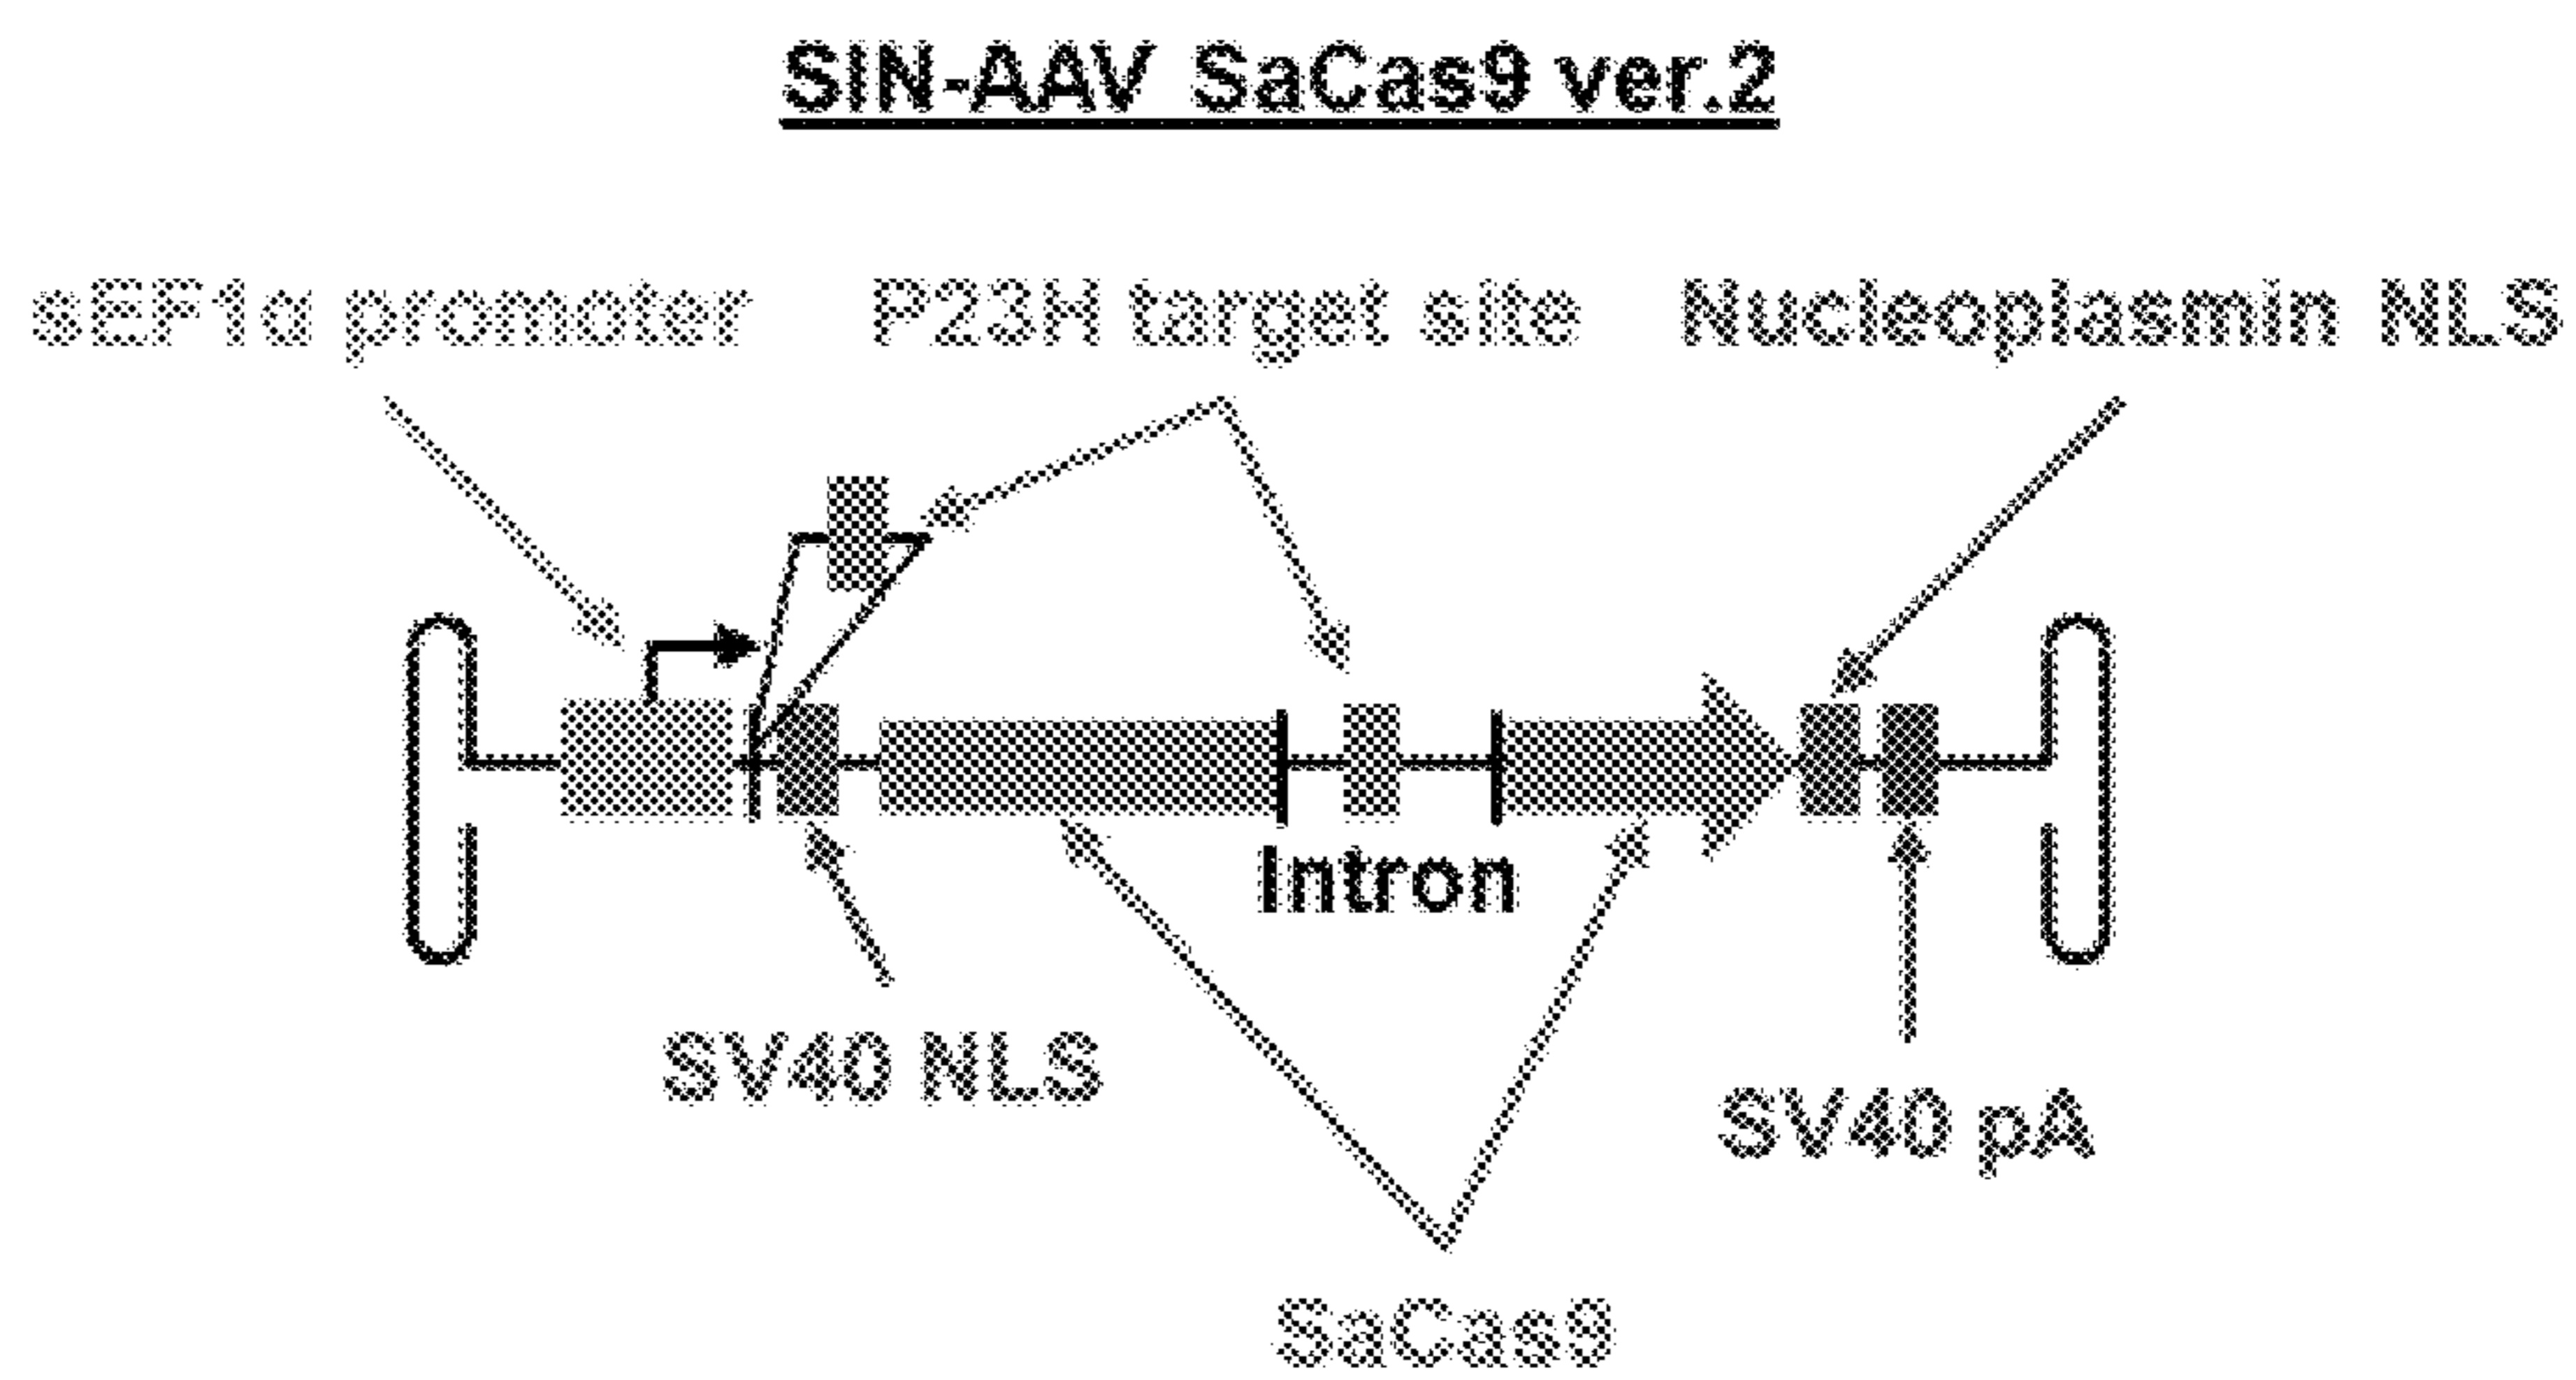 SIN-AAV SaCas9 ver.2
sEF1α promoter
P23H target site
Nucleoplasmin NLS
Intron
SV40 NLS
SV40 pA
SaCas9